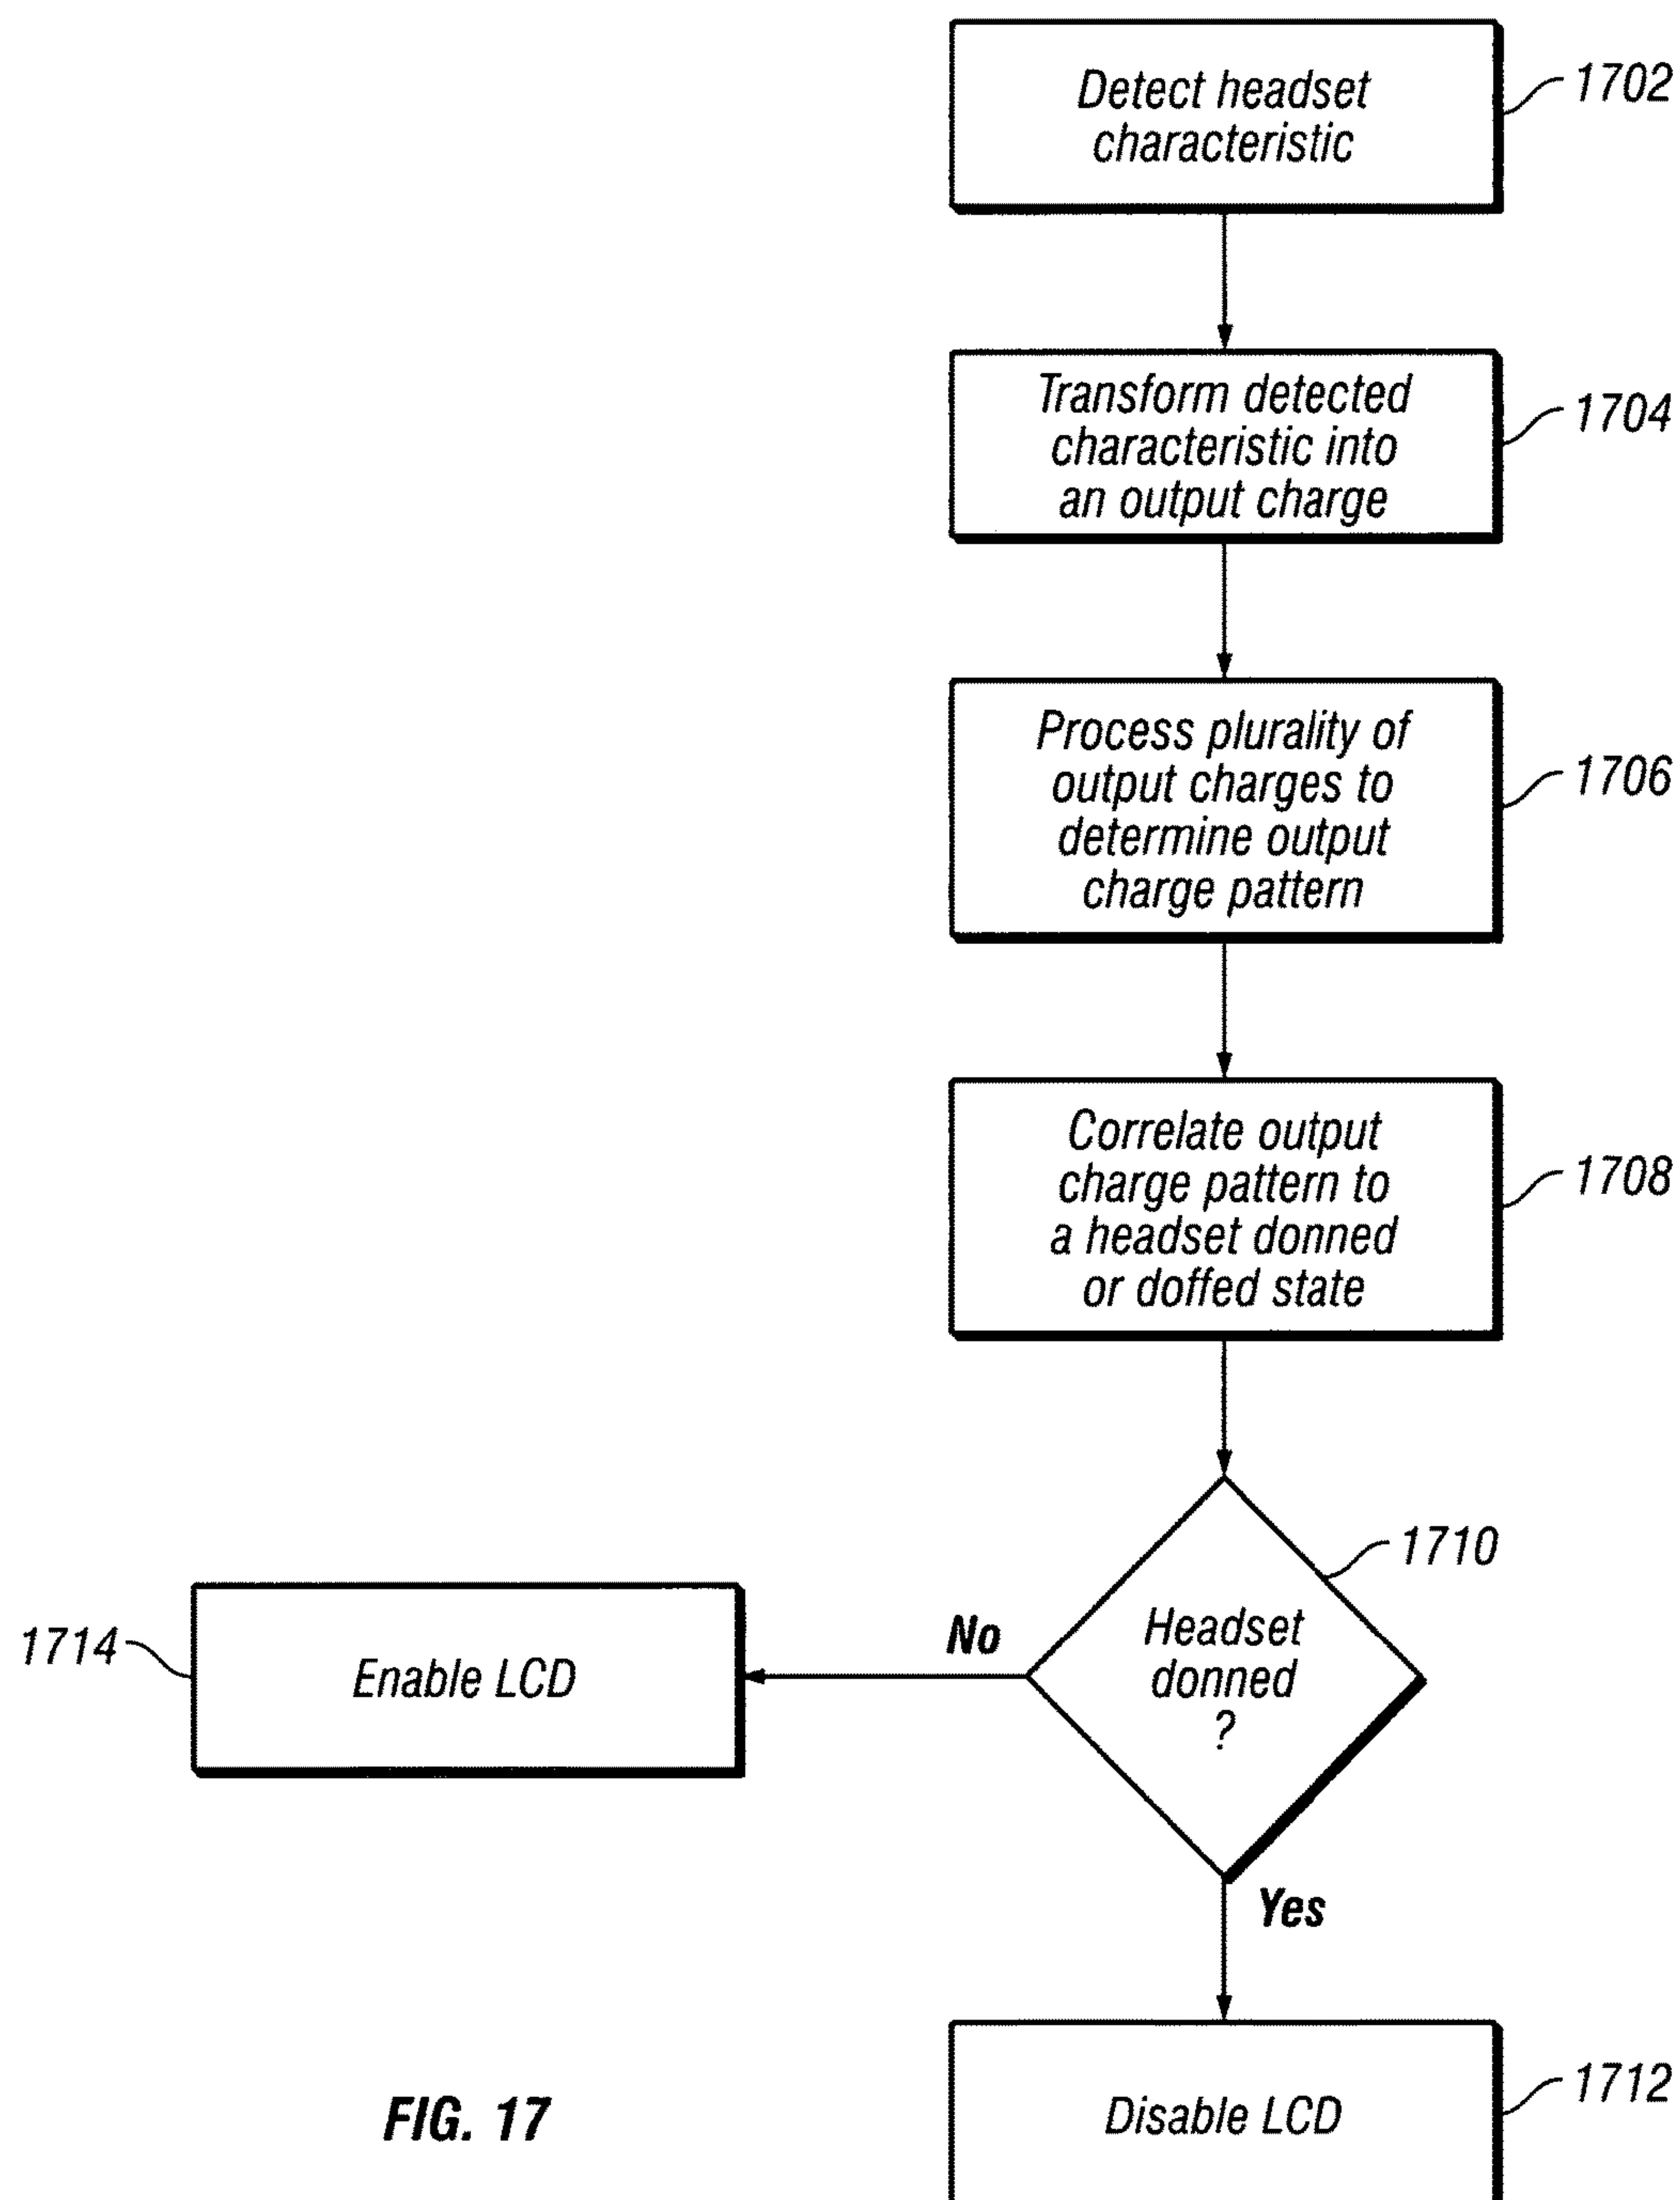 Detect headset
characteristic
1702
Transform detected
characteristic into
an output charge
1704
Process plurality of
output charges to
determine output
charge pattern
1706
Correlate output
charge pattern to
a headset donned
or doffed state
1708
1710
Headset
donned
?
No
1714
Enable LCD
Yes
1712
Disable LCD
FIG. 17